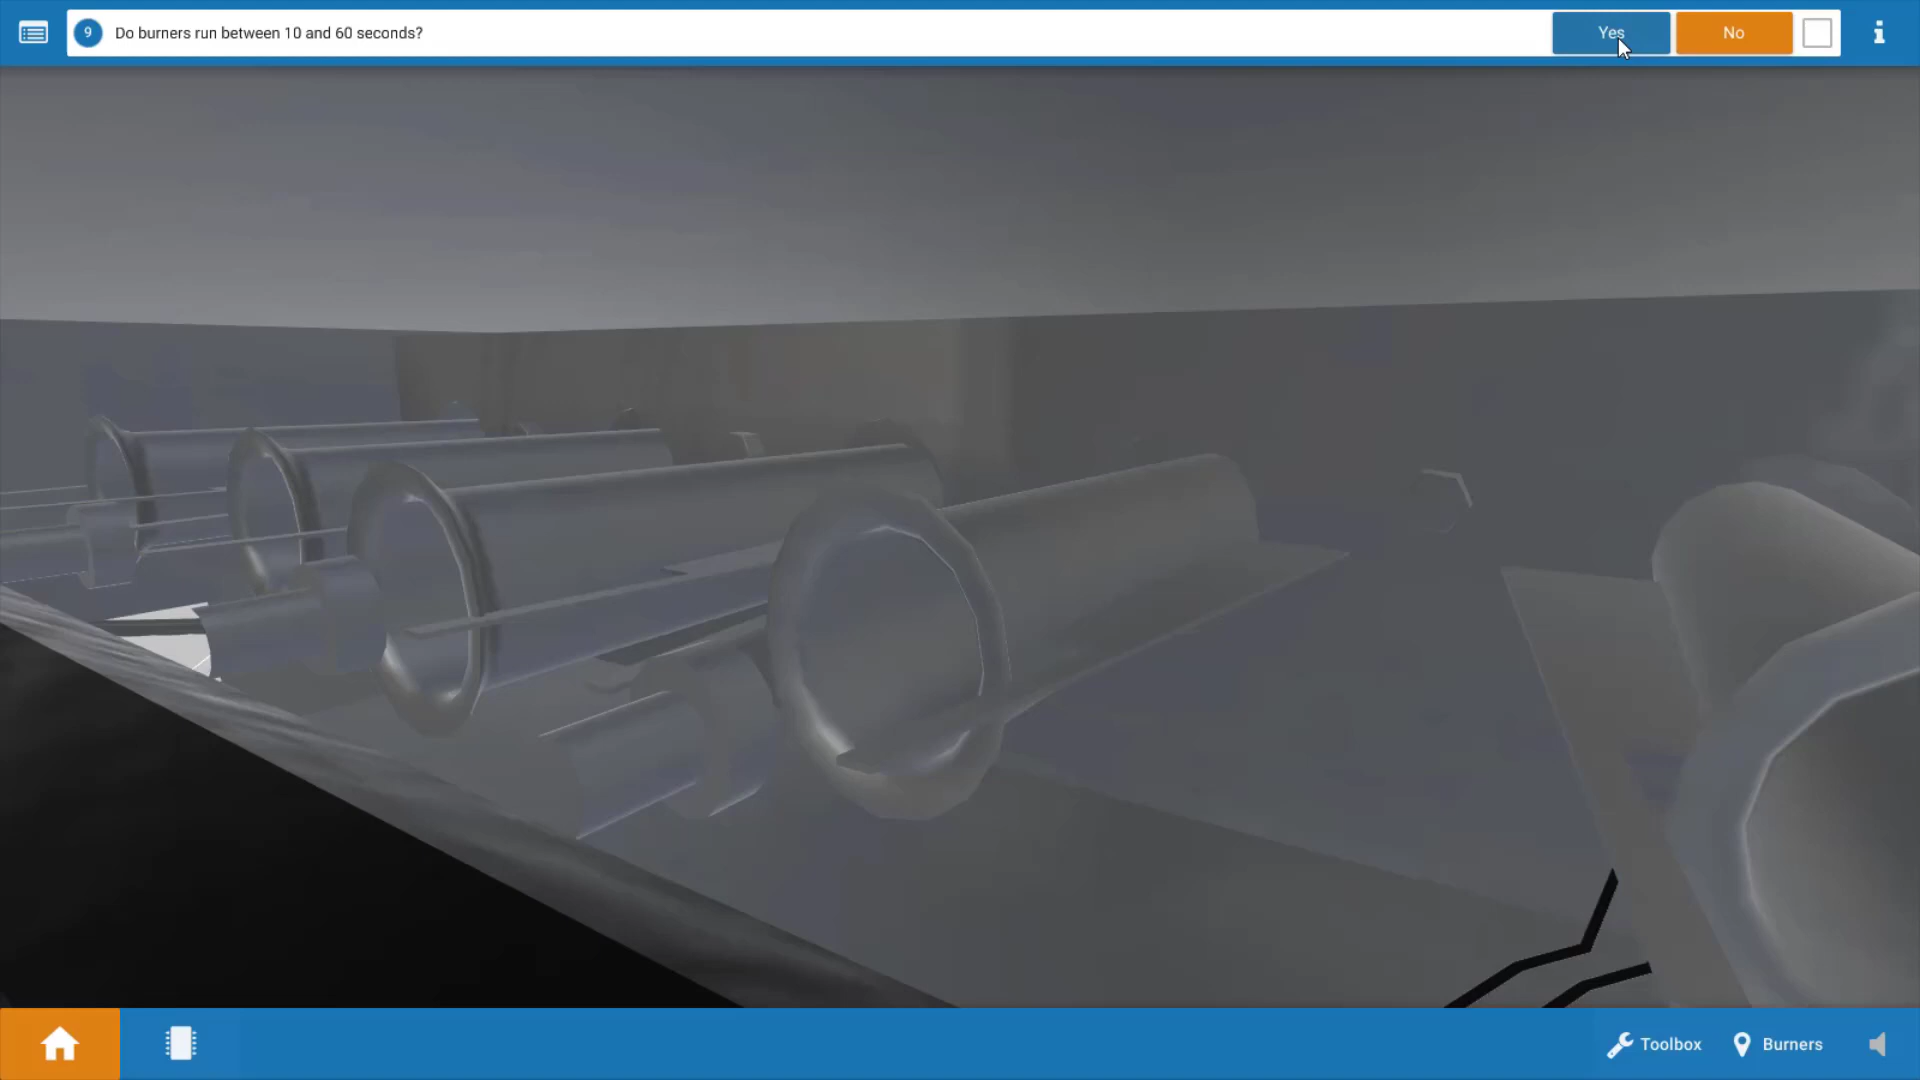 9 Do burners run between 10 and 60 seconds? Yes No
Toolbox Burners